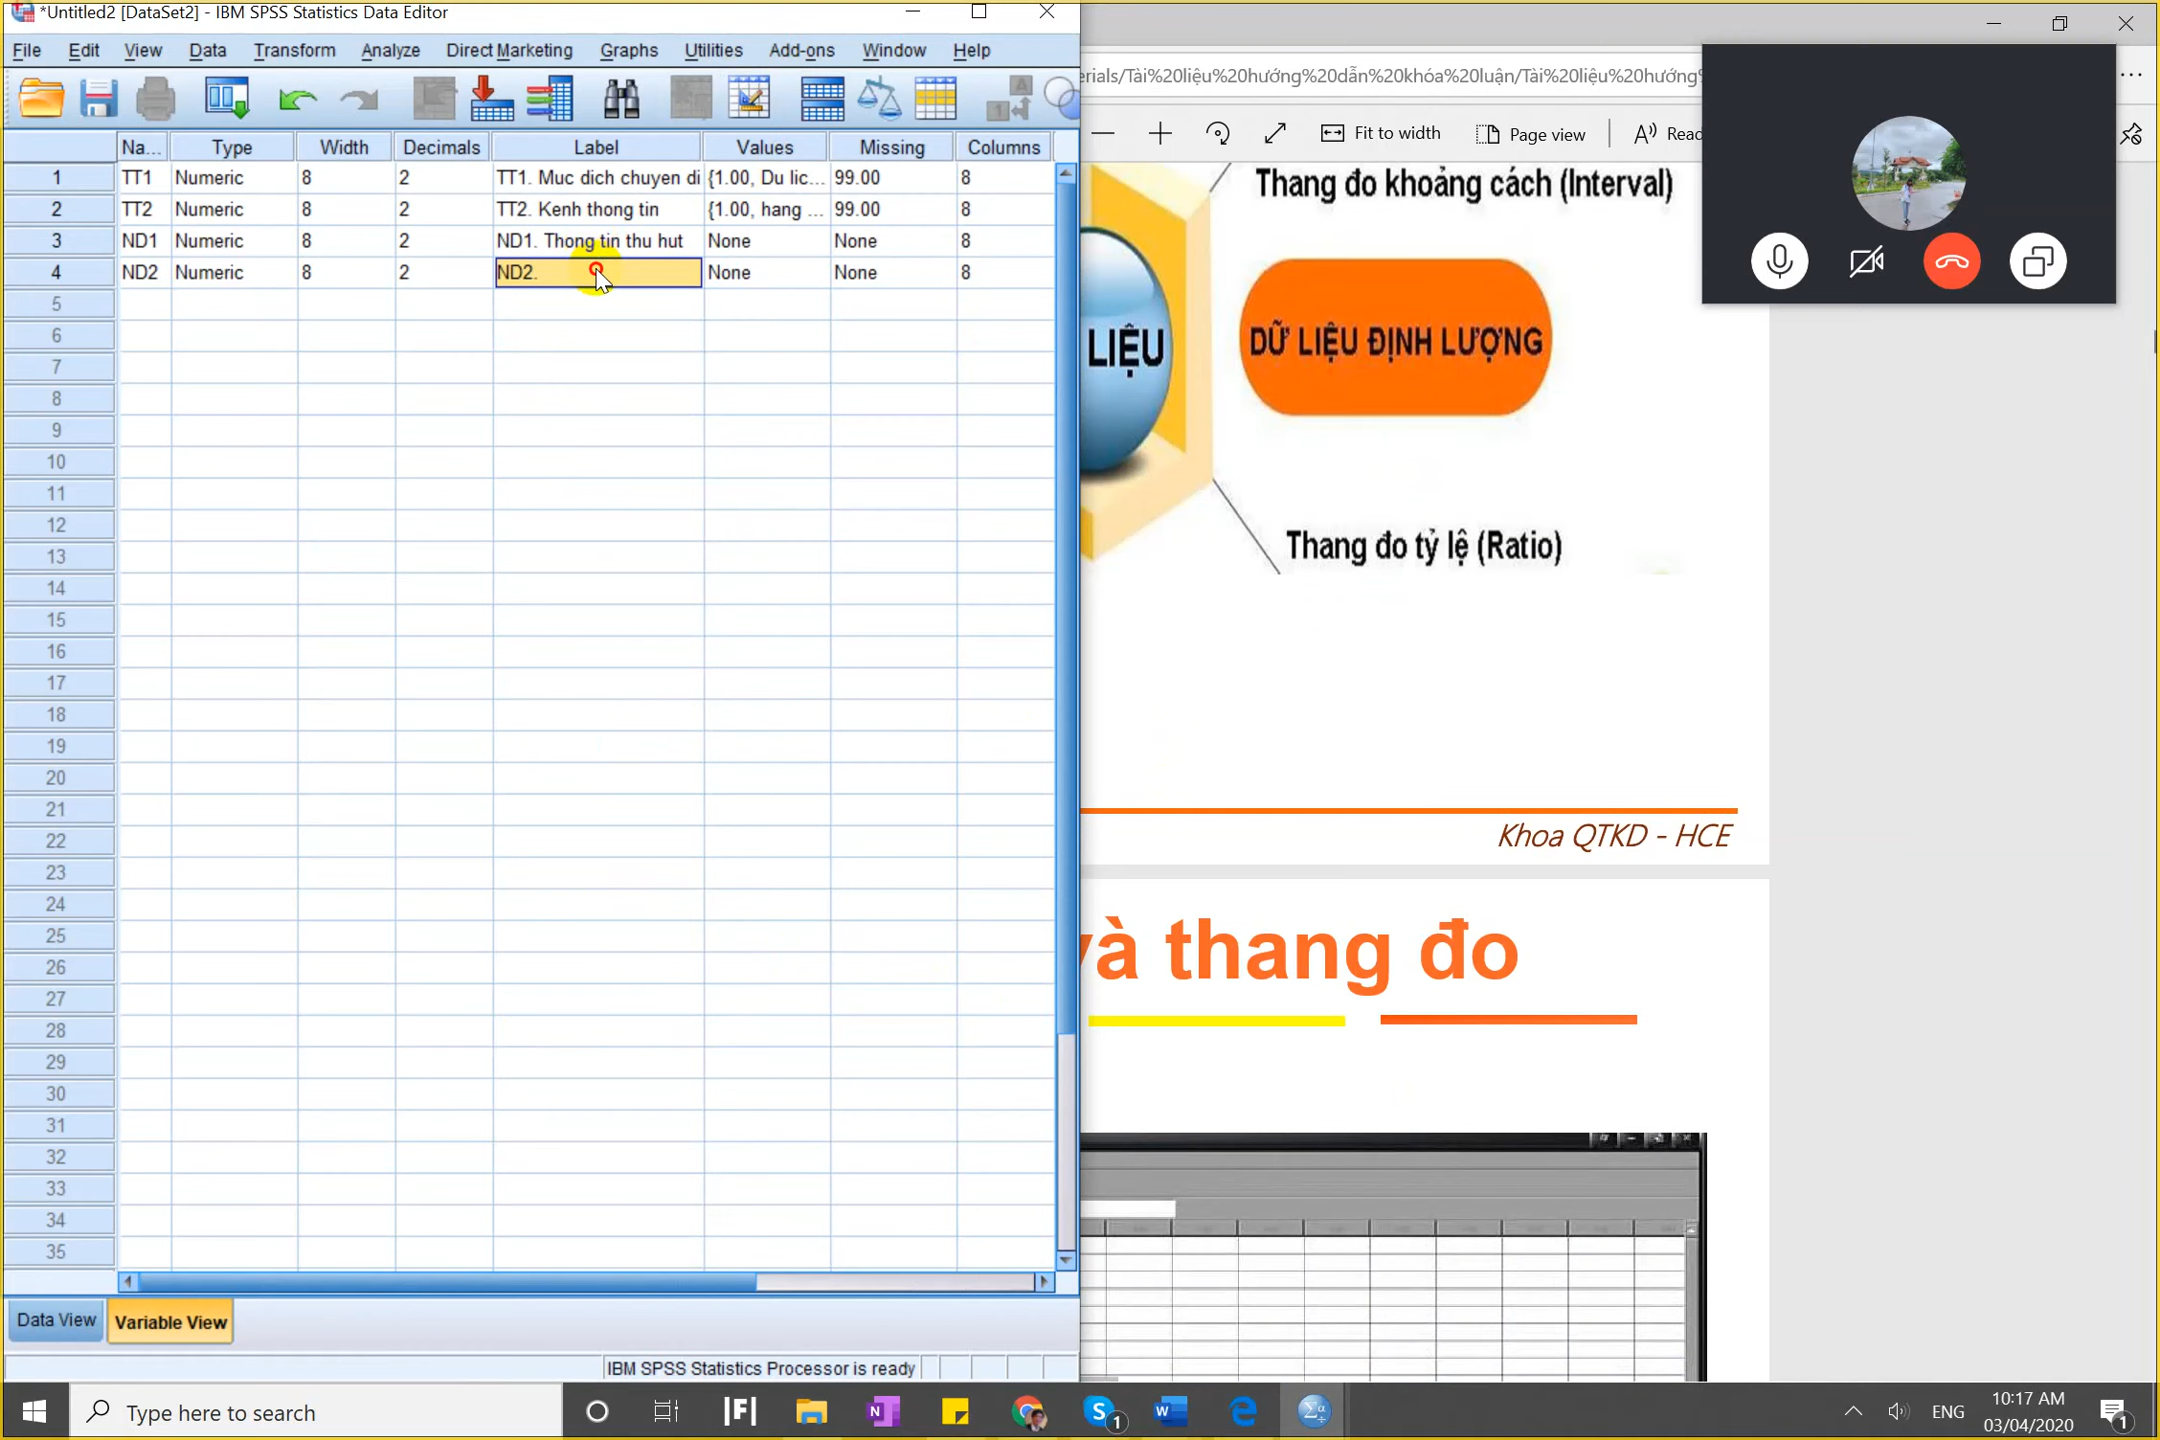 *Untitled2 [DataSet2] - IBM SPSS Statistics Data Editor
File Edit View Data Transform Analyze Direct Marketing Graphs Utilities Add-ons Window Help
Na... Type Width Decimals Label Values Missing Columns
1 TT1 Numeric 8 2 TT1. Muc dich chuyen di {1.00, Du lic... 99.00 8
2 TT2 Numeric 8 2 TT2. Kenh thong tin {1.00, hang ... 99.00 8
3 ND1 Numeric 8 2 ND1. Thong tin thu hut None None 8
4 ND2 Numeric 8 2 ND2. None None 8
5
6
7
8
9
10
11
12
13
14
15
16
17
18
19
20
21
22
23
24
25
26
27
28
29
30
31
32
33
34
35
Data View Variable View
IBM SPSS Statistics Processor is ready
erials/Tài%20liệu%20hướng%20dẫn%20khóa%20luận/Tài%20liệu%20hướng%
Fit to width Page view Read
Thang đo khoảng cách (Interval)
LIỆU
DỮ LIỆU ĐỊNH LƯỢNG
Thang đo tỷ lệ (Ratio)
Khoa QTKD - HCE
và thang đo
Type here to search
ENG
10:17 AM
03/04/2020
1
1